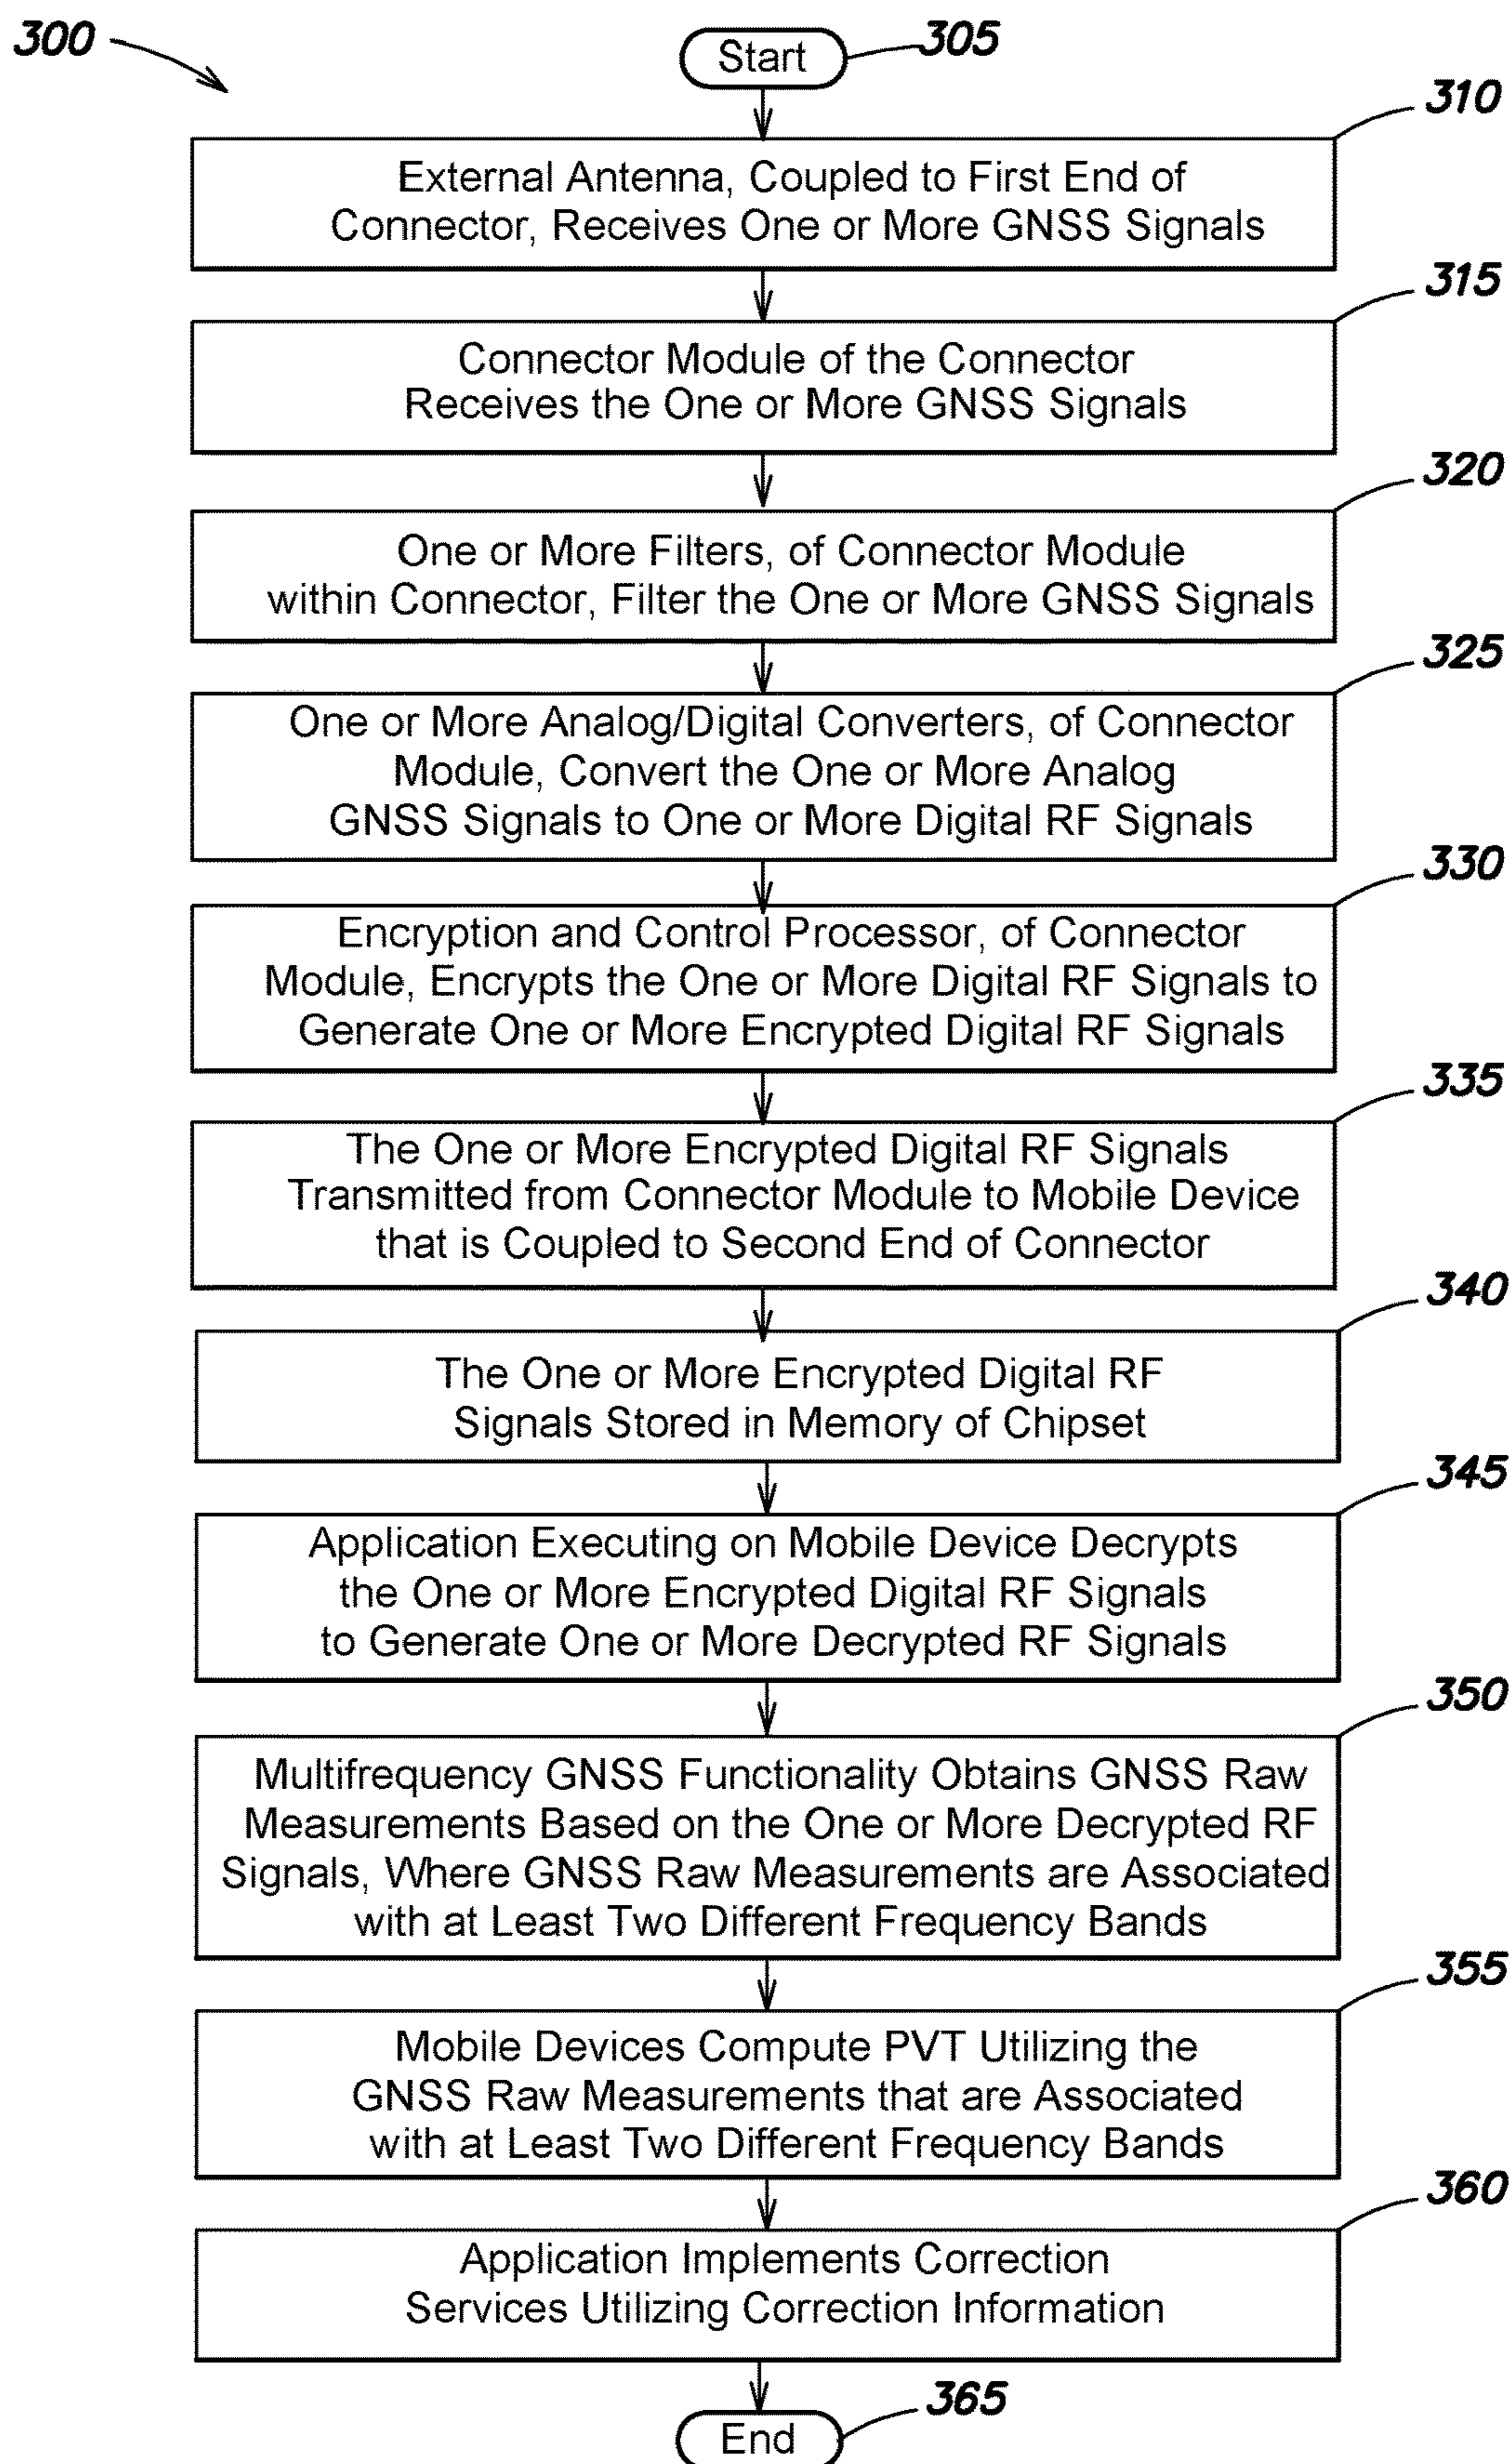 300
Start
305
310
External Antenna, Coupled to First End of
Connector, Receives One or More GNSS Signals
315
Connector Module of the Connector
Receives the One or More GNSS Signals
320
One or More Filters, of Connector Module
within Connector, Filter the One or More GNSS Signals
325
One or More Analog/Digital Converters, of Connector
Module, Convert the One or More Analog
GNSS Signals to One or More Digital RF Signals
330
Encryption and Control Processor, of Connector
Module, Encrypts the One or More Digital RF Signals to
Generate One or More Encrypted Digital RF Signals
335
The One or More Encrypted Digital RF Signals
Transmitted from Connector Module to Mobile Device
that is Coupled to Second End of Connector
340
The One or More Encrypted Digital RF
Signals Stored in Memory of Chipset
345
Application Executing on Mobile Device Decrypts
the One or More Encrypted Digital RF Signals
to Generate One or More Decrypted RF Signals
350
Multifrequency GNSS Functionality Obtains GNSS Raw
Measurements Based on the One or More Decrypted RF
Signals, Where GNSS Raw Measurements are Associated
with at Least Two Different Frequency Bands
355
Mobile Devices Compute PVT Utilizing the
GNSS Raw Measurements that are Associated
with at Least Two Different Frequency Bands
360
Application Implements Correction
Services Utilizing Correction Information
365
End